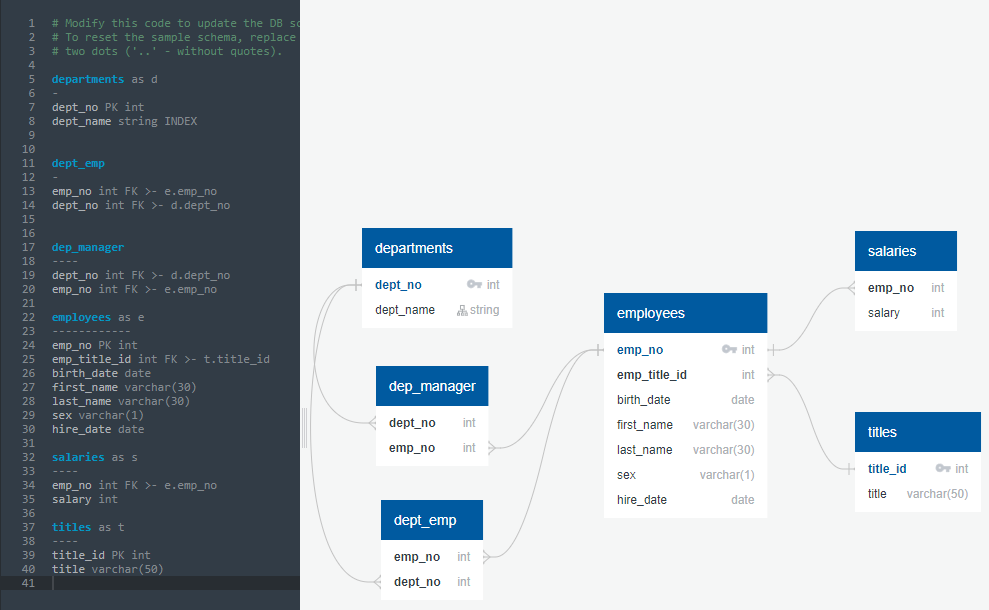 1 # Modify this code to update the DB sc
2 # To reset the sample schema, replace
3 # two dots ('..' - without quotes).
4
5 departments as d
6 -
7 dept_no PK int
8 dept_name string INDEX
9
10
11 dept_emp
12 -
13 emp_no int FK >- e.emp_no
14 dept_no int FK >- d.dept_no
15
16
17 dep_manager
18 ----
19 dept_no int FK >- d.dept_no
20 emp_no int FK >- e.emp_no
21
22 employees as e
23 ------------
24 emp_no PK int
25 emp_title_id int FK >- t.title_id
26 birth_date date
27 first_name varchar(30)
28 last_name varchar(30)
29 sex varchar(1)
30 hire_date date
31
32 salaries as s
33 ----
34 emp_no int FK >- e.emp_no
35 salary int
36
37 titles as t
38 ----
39 title_id PK int
40 title varchar(50)
41
departments
dept_no int
dept_name string
dep_manager
dept_no int
emp_no int
dept_emp
emp_no int
dept_no int
employees
emp_no int
emp_title_id int
birth_date date
first_name varchar(30)
last_name varchar(30)
sex varchar(1)
hire_date date
salaries
emp_no int
salary int
titles
title_id int
title varchar(50)